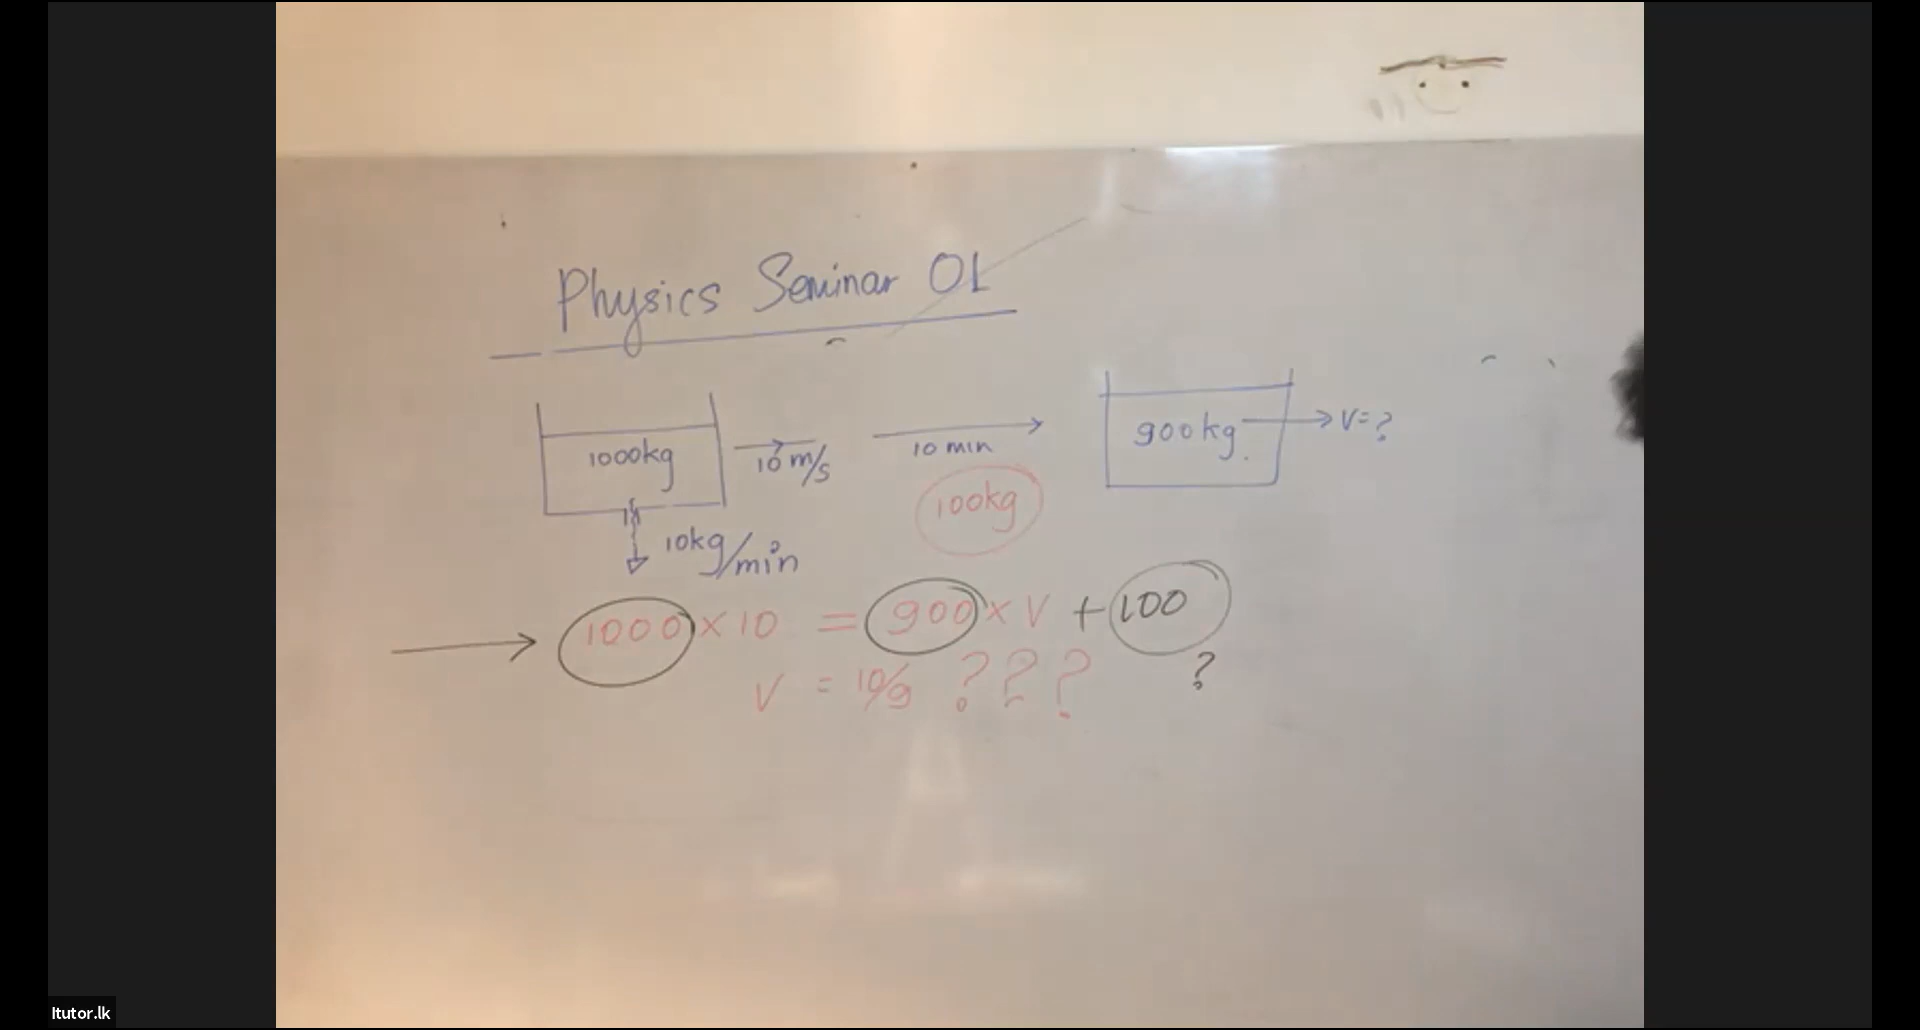 Physics Seminar 01
1000kg
10 m/s
10 min
900kg
V=?
100kg
10kg/min
1000 × 10 = 900 × V + 100
V = 10/9 ? ? ?
?
Itutor.lk